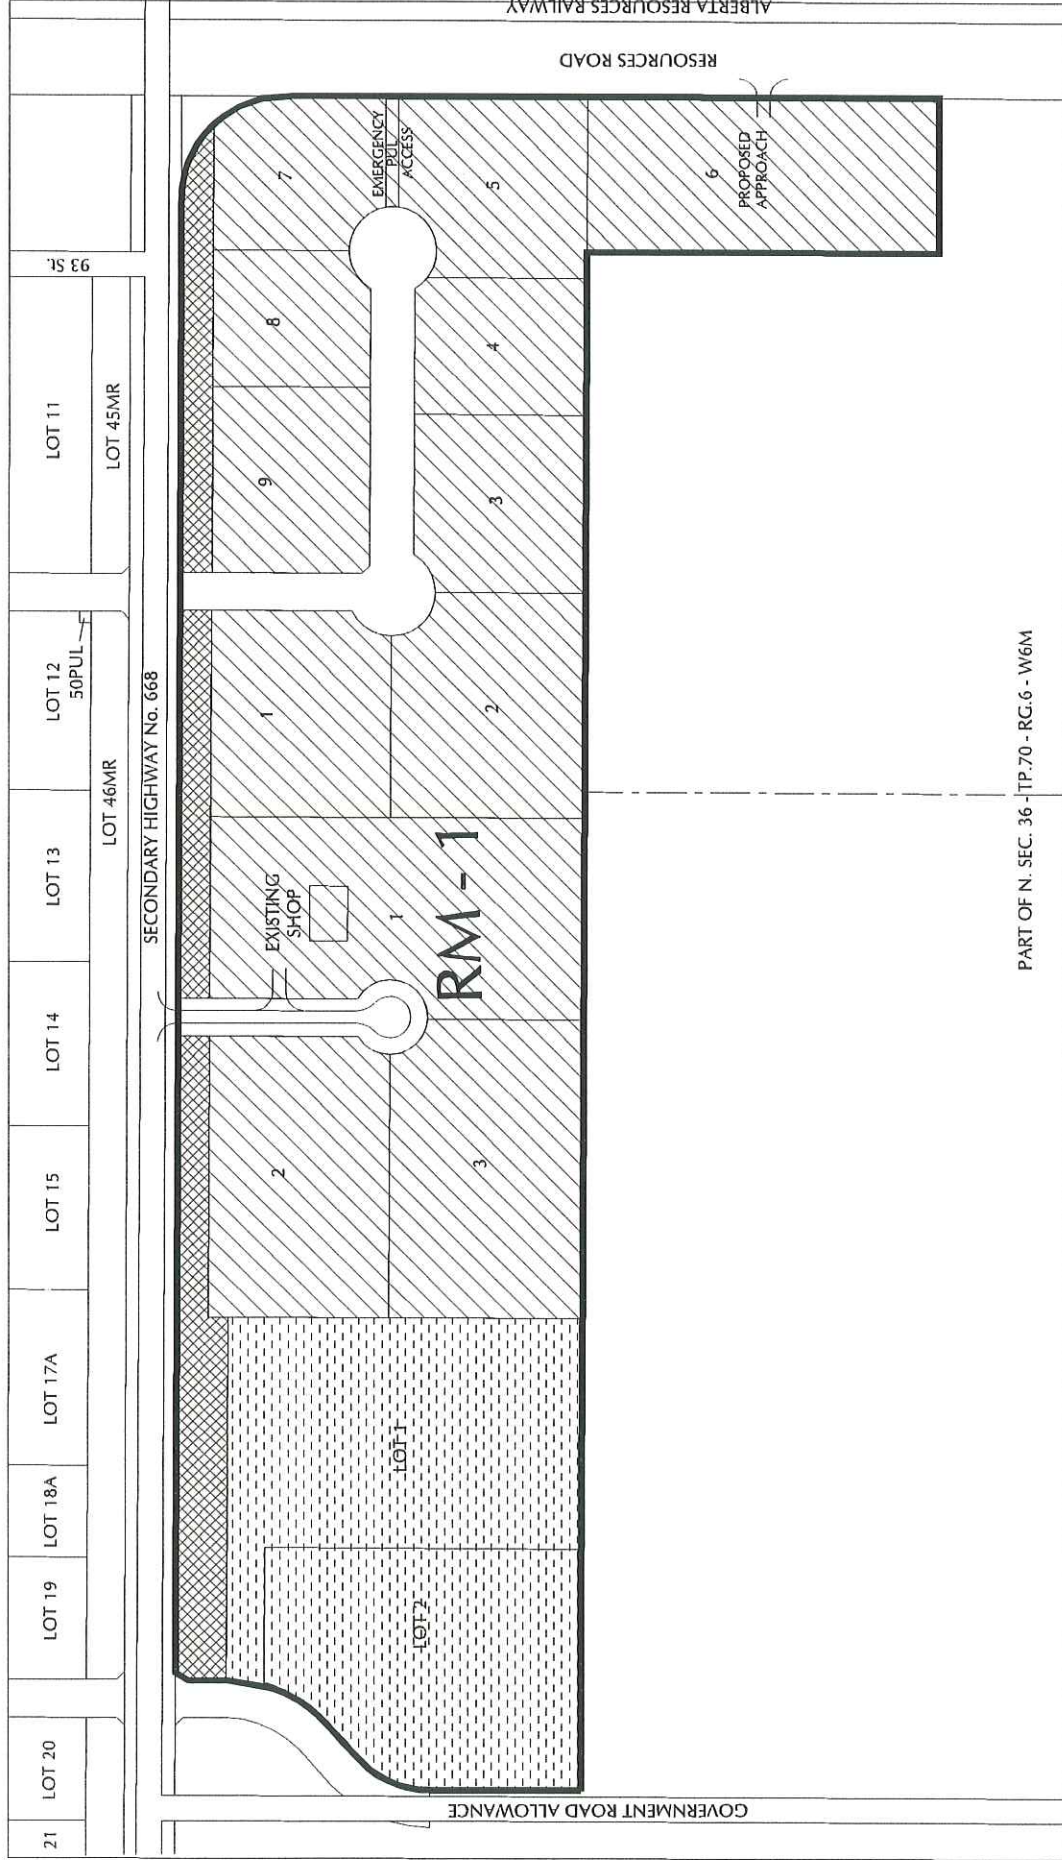 21
LOT 20
LOT 19
LOT 18A
LOT 17A
LOT 15
LOT 14
LOT 13
LOT 12
50PUL
LOT 11
93 St.
LOT 46MR
LOT 45MR
SECONDARY HIGHWAY No. 668
GOVERNMENT ROAD ALLOWANCE
LOT 2
LOT 1
2
3
EXISTING
SHOP
1
RM - 1
1
2
9
8
7
3
4
5
EMERGENCY
PUL
ACCESS
6
PROPOSED
APPROACH
RESOURCES ROAD
ALBERTA RESOURCES RAILWAY
PART OF N. SEC. 36 - TP.70 - RG.6 - W6M